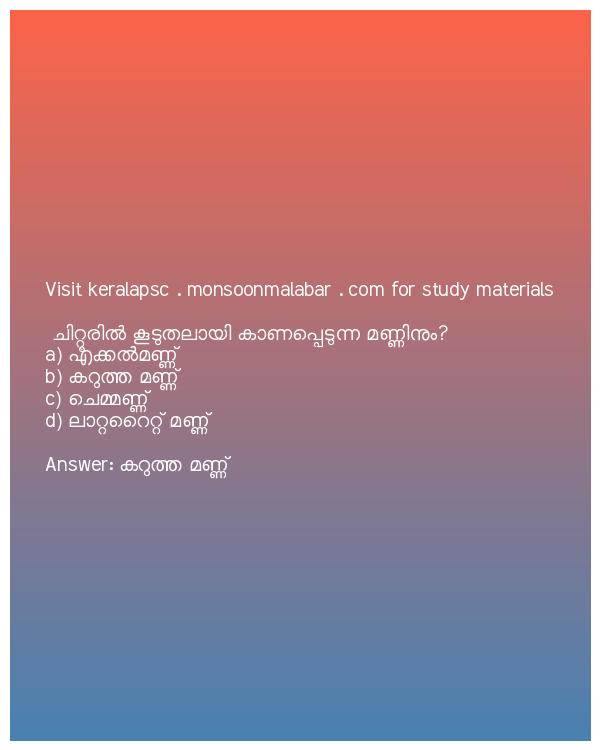 Visit keralapsc . monsoonmalabar . com for study materials
ചിറ്റൂരിൽ കൂടുതലായി കാണപ്പെടുന്ന മണ്ണിനും?
a) എക്കൽമണ്ണ്
b) കറുത്ത മണ്ണ്
c) ചെമ്മണ്ണ്
d) ലാറ്ററൈറ്റ് മണ്ണ്
Answer: കറുത്ത മണ്ണ്